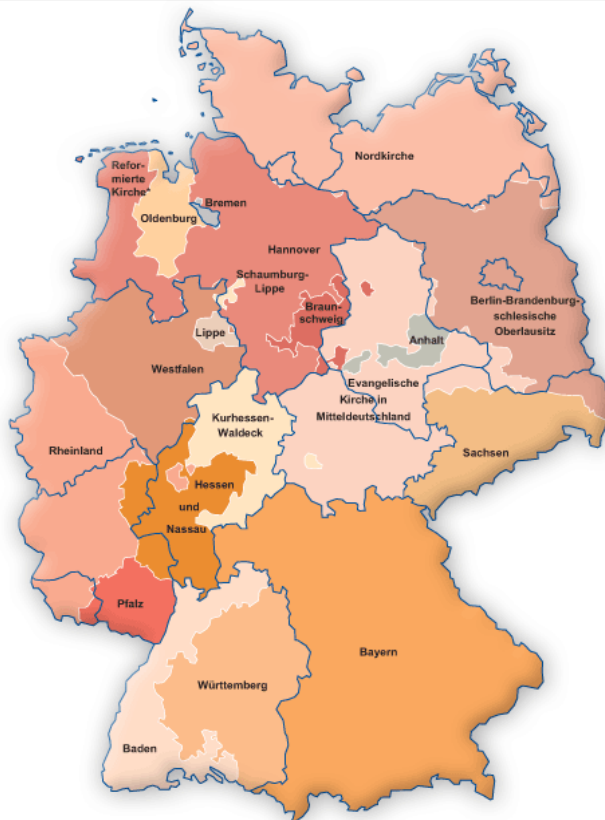 Nordkirche
Refor-
mierte
Kirche*
Oldenburg
Bremen
Hannover
Schaumburg-
Lippe
Braun-
schweig
Berlin-Brandenburg-
schlesische
Oberlausitz
Lippe
Anhalt
Westfalen
Evangelische
Kirche in
Mitteldeutschland
Kurhessen-
Waldeck
Rheinland
Sachsen
Hessen
und
Nassau
Pfalz
Bayern
Württemberg
Baden